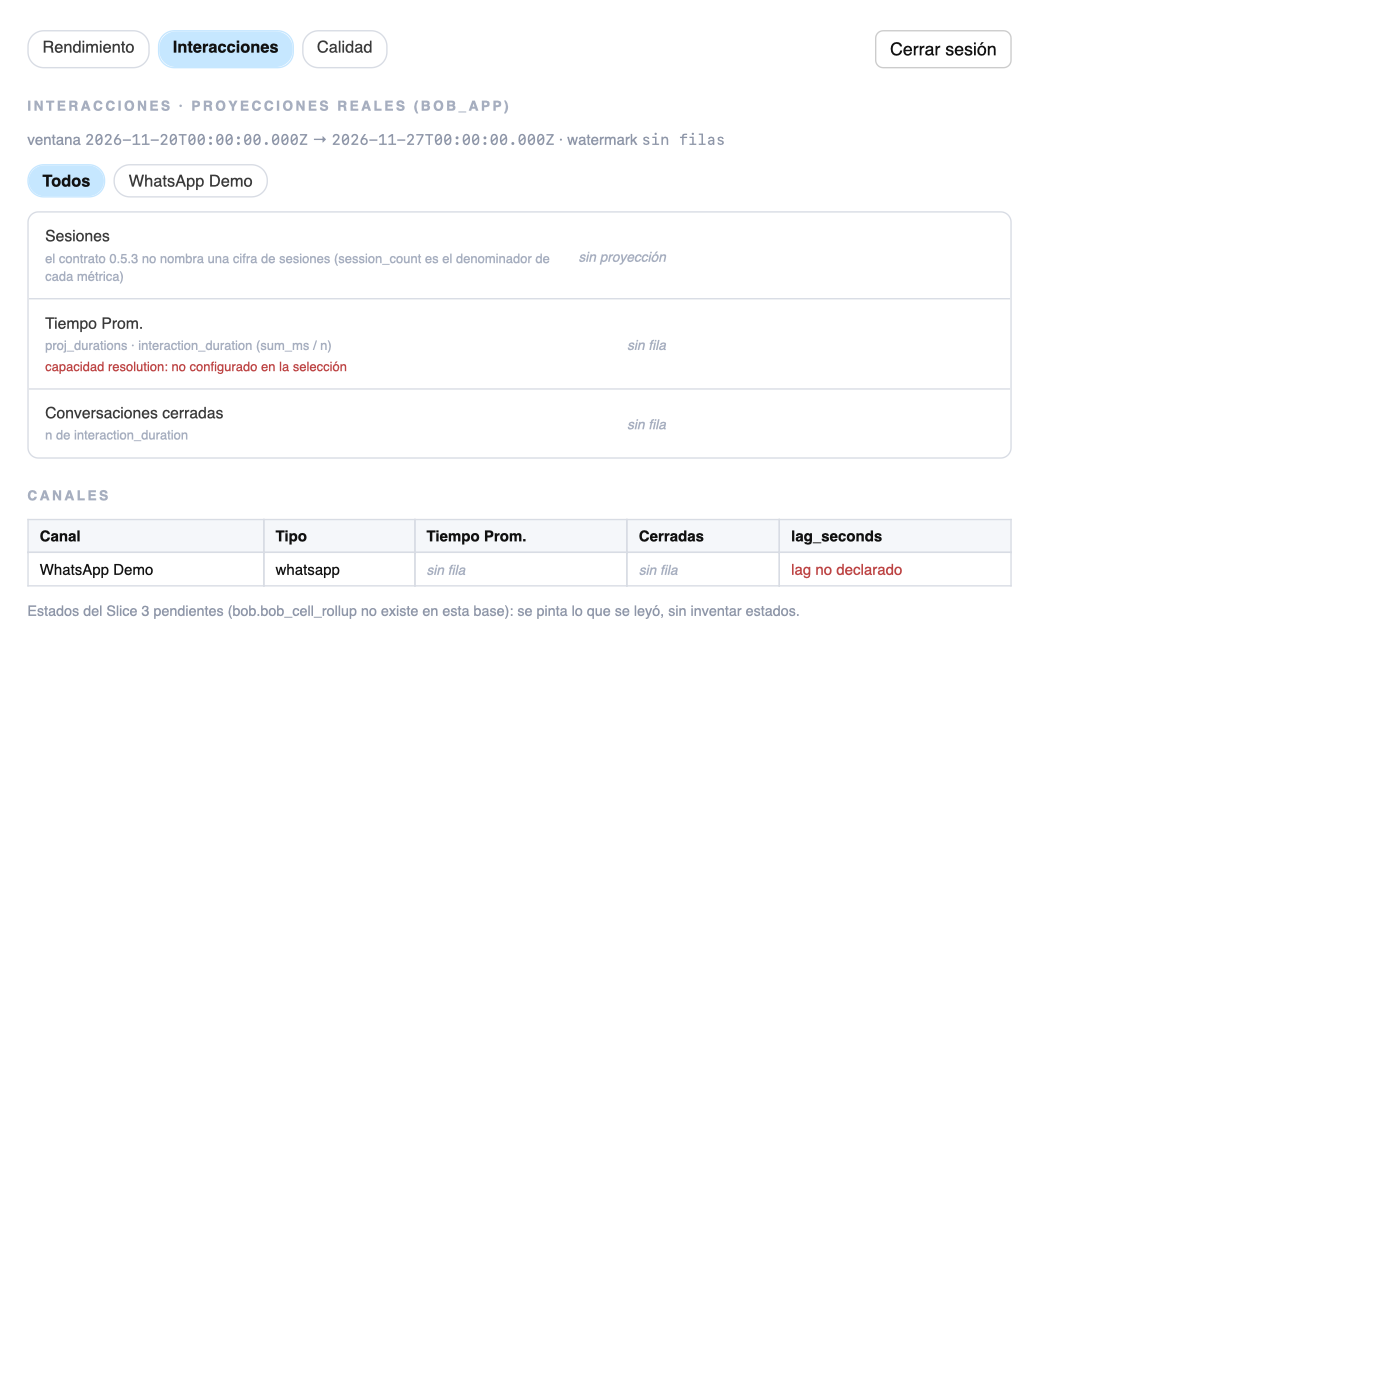 Rendimiento Interacciones Calidad Cerrar sesión
INTERACCIONES · PROYECCIONES REALES (BOB_APP)
ventana 2026-11-20T00:00:00.000Z → 2026-11-27T00:00:00.000Z · watermark sin filas
Todos WhatsApp Demo
Sesiones
el contrato 0.5.3 no nombra una cifra de sesiones (session_count es el denominador de
cada métrica)
sin proyección
Tiempo Prom.
proj_durations · interaction_duration (sum_ms / n)
capacidad resolution: no configurado en la selección
sin fila
Conversaciones cerradas
n de interaction_duration
sin fila
CANALES
Canal Tipo Tiempo Prom. Cerradas lag_seconds
WhatsApp Demo whatsapp sin fila sin fila lag no declarado
Estados del Slice 3 pendientes (bob.bob_cell_rollup no existe en esta base): se pinta lo que se leyó, sin inventar estados.